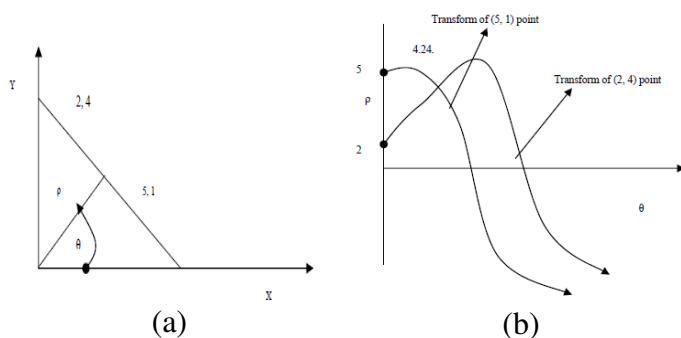 Y
2,4
ρ
5, 1
θ
X
(a)
Transform of (5, 1) point
4.24.
5
Transform of (2, 4) point
ρ
2
θ
(b)